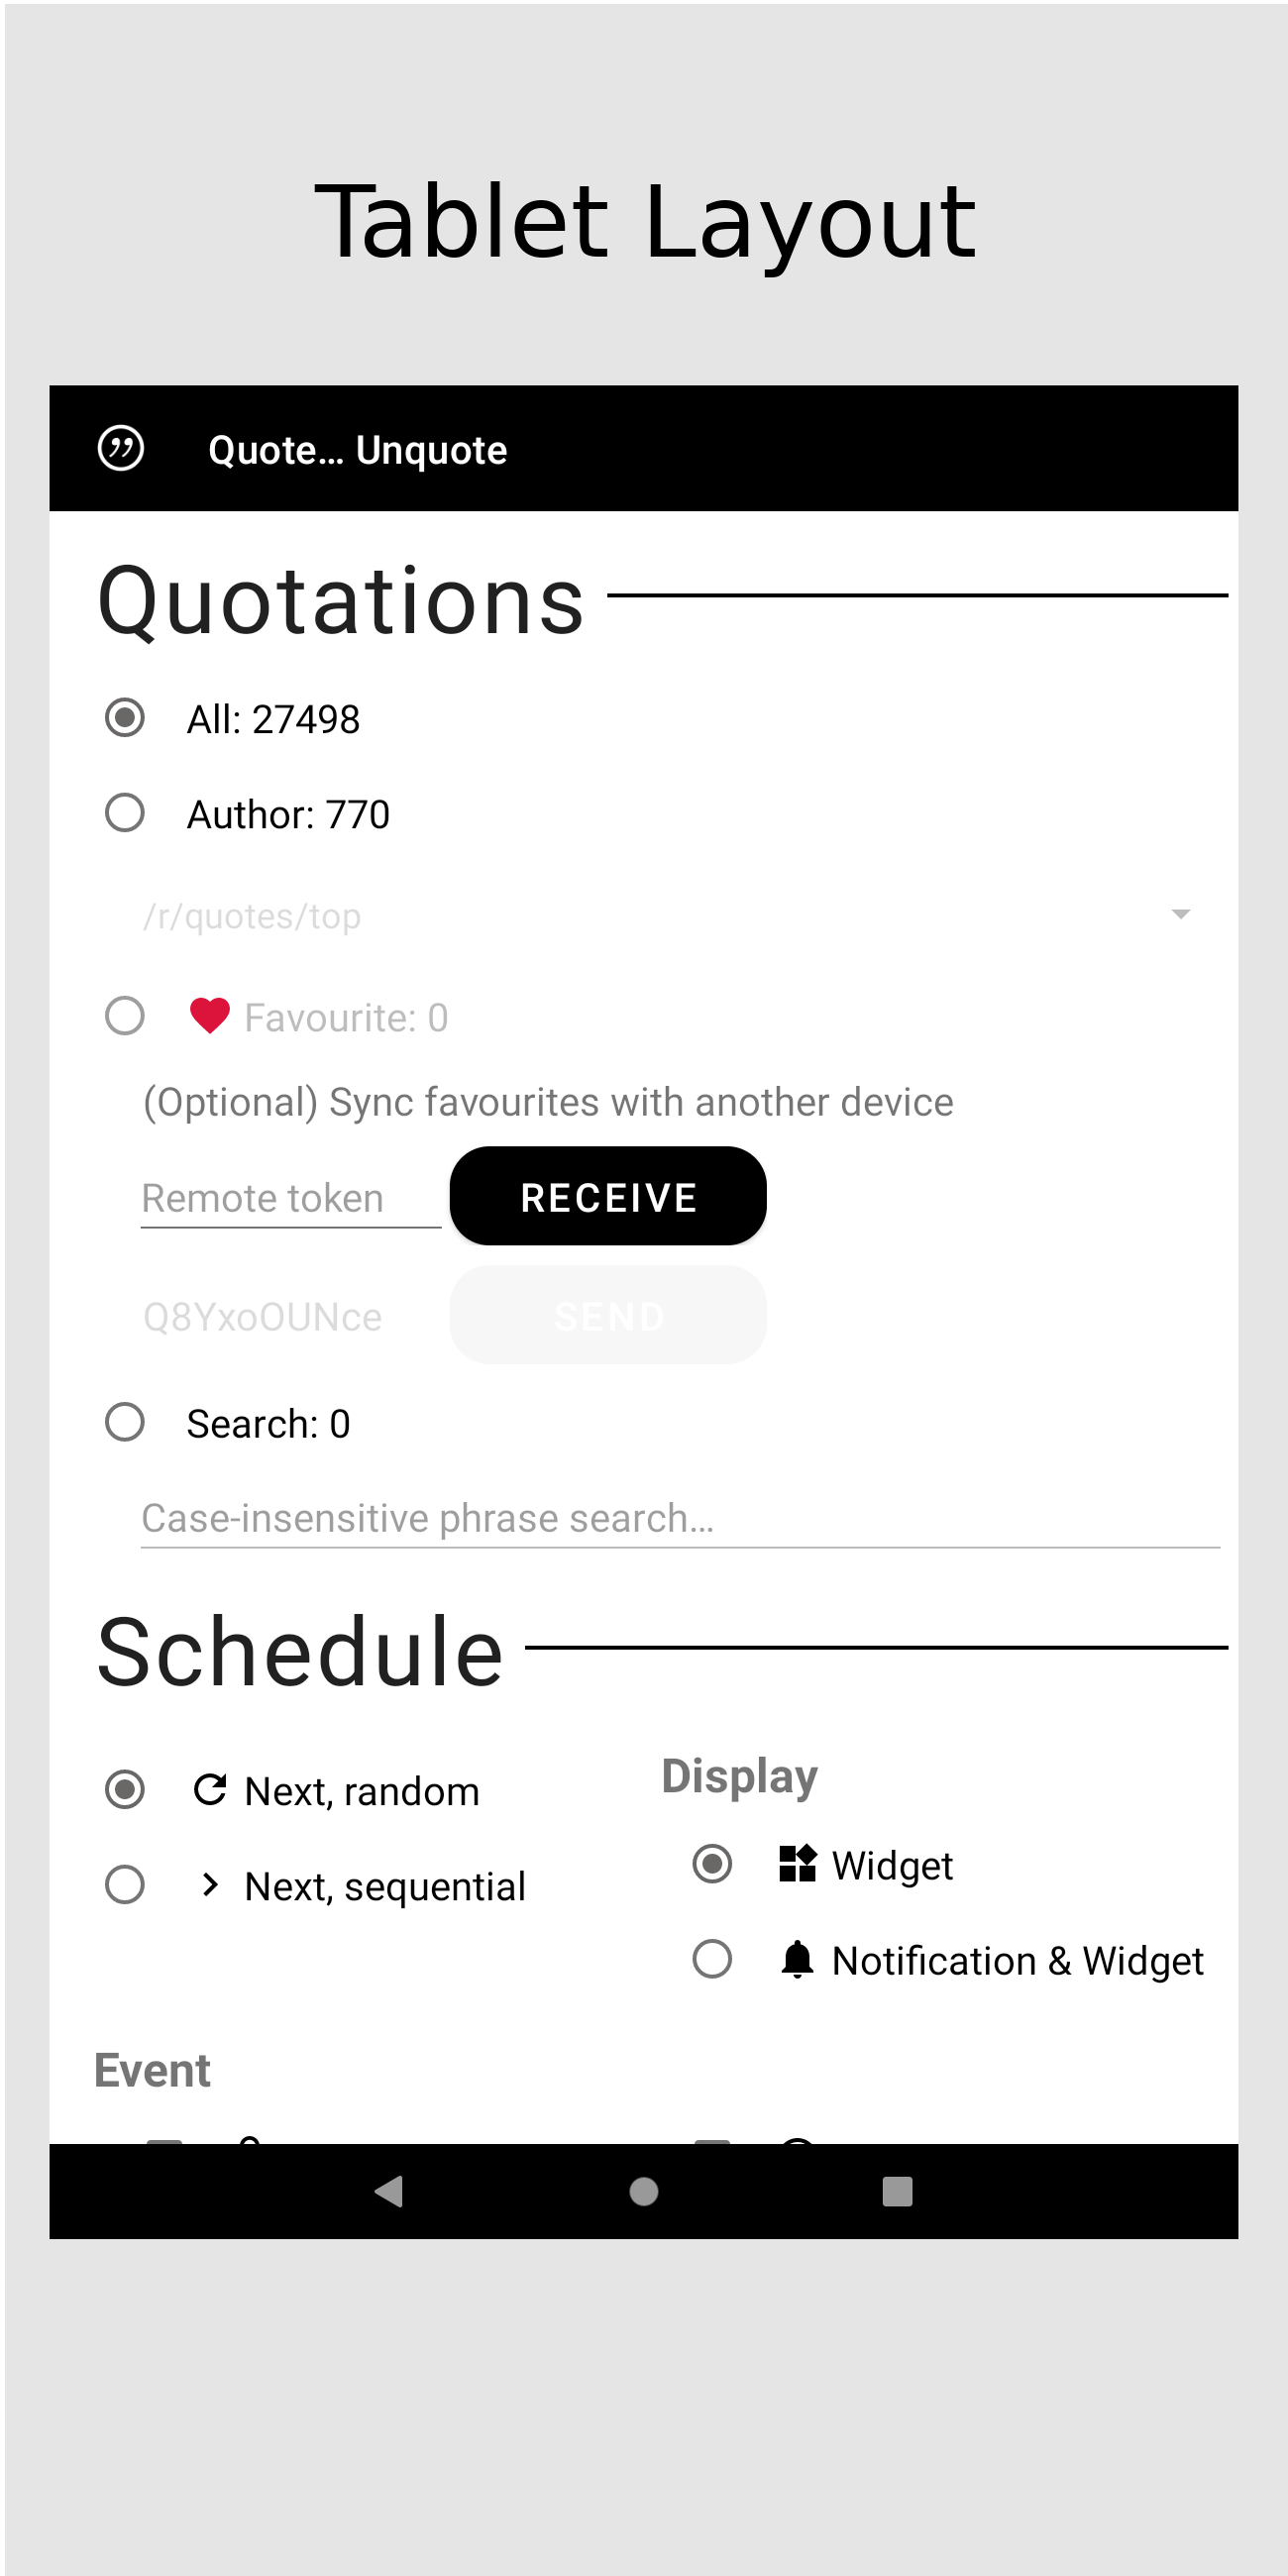 Tablet Layout
Quote... Unquote
Quotations
All: 27498
Author: 770
/r/quotes/top
Favourite: 0
(Optional) Sync favourites with another device
Remote token
RECEIVE
Q8YxoOUNce
SEND
Search: 0
Case-insensitive phrase search...
Schedule
Next, random
Next, sequential
Display
Widget
Notification & Widget
Event